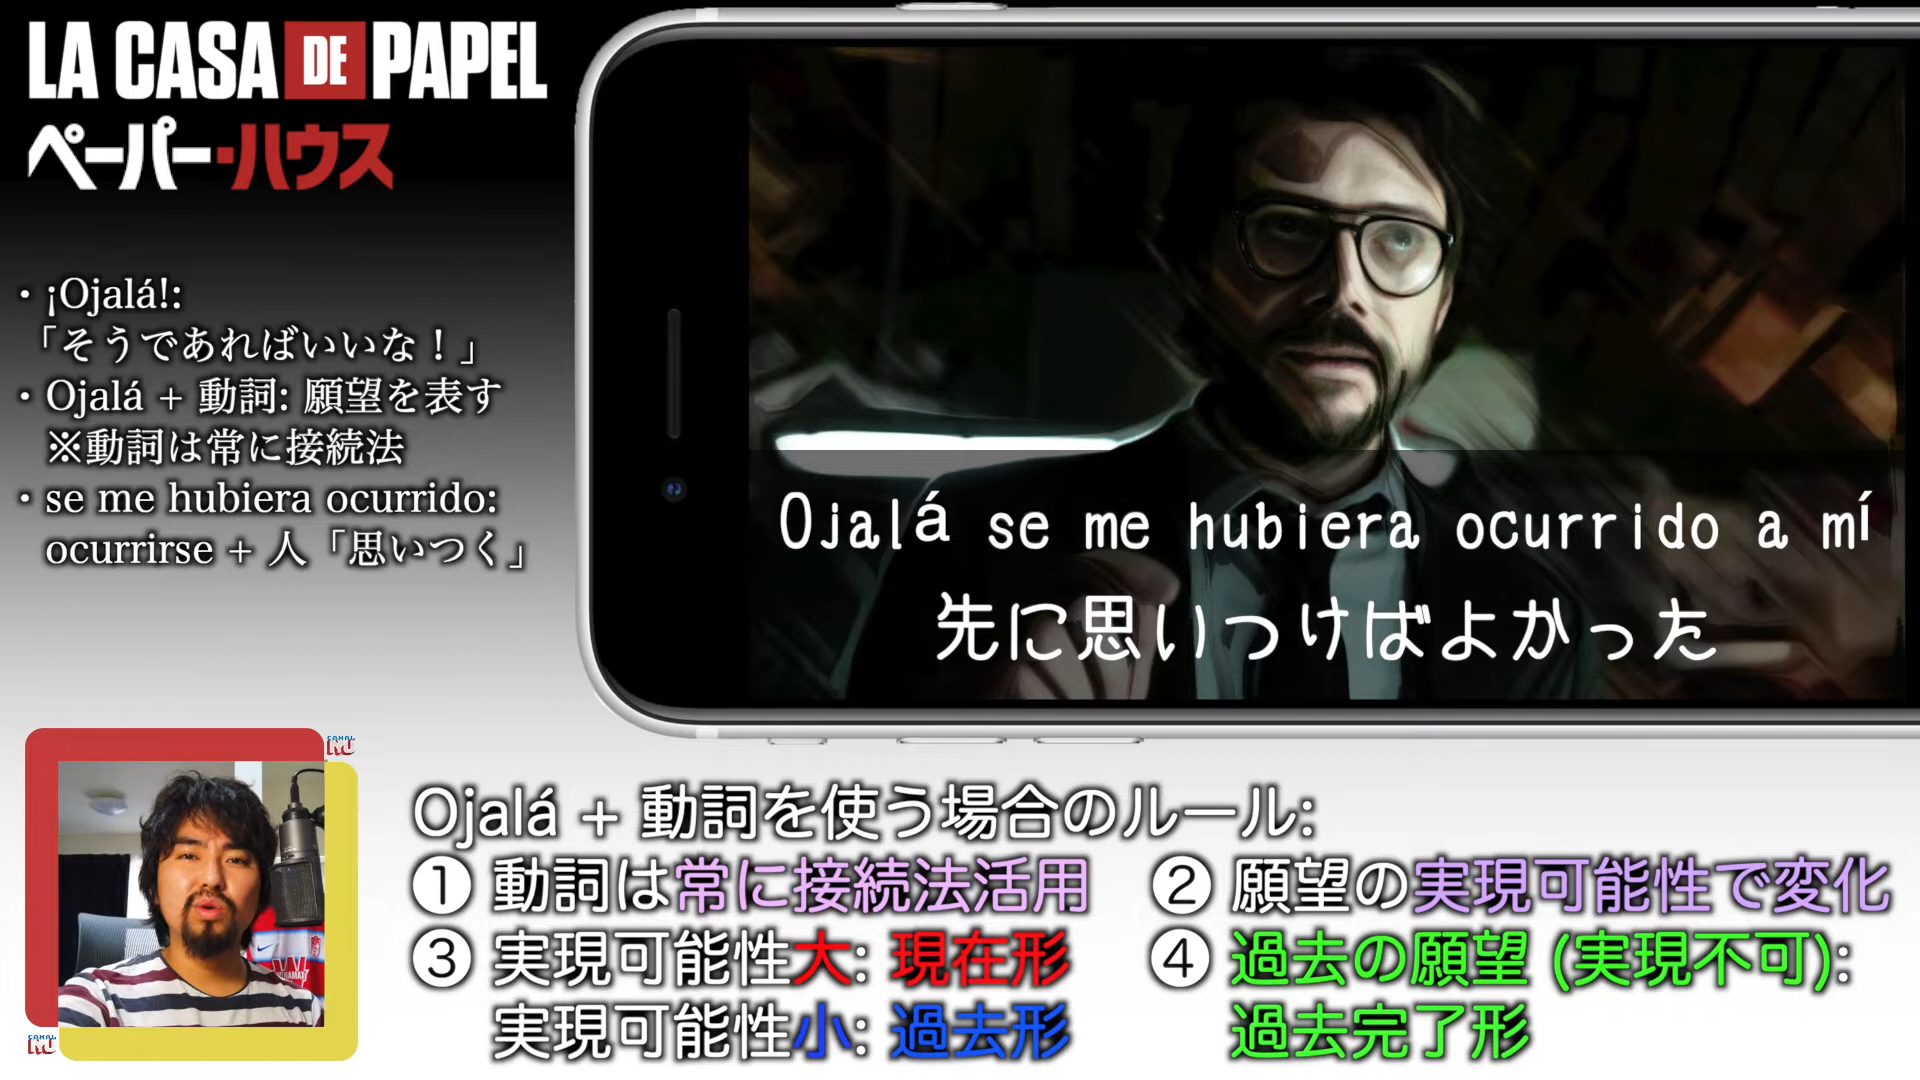 LA CASA DE PAPEL
ペーパー・ハウス
・¡Ojalá!:
「そうであればいいな！」
・Ojalá + 動詞: 願望を表す
※動詞は常に接続法
・se me hubiera ocurrido:
ocurrirse + 人「思いつく」
Ojalá se me hubiera ocurrido a mí
先に思いつけばよかった
CANAL
NU
CANAL
NU
Ojalá + 動詞を使う場合のルール:
① 動詞は常に接続法活用
② 願望の実現可能性で変化
③ 実現可能性大: 現在形
実現可能性小: 過去形
④ 過去の願望 (実現不可):
過去完了形